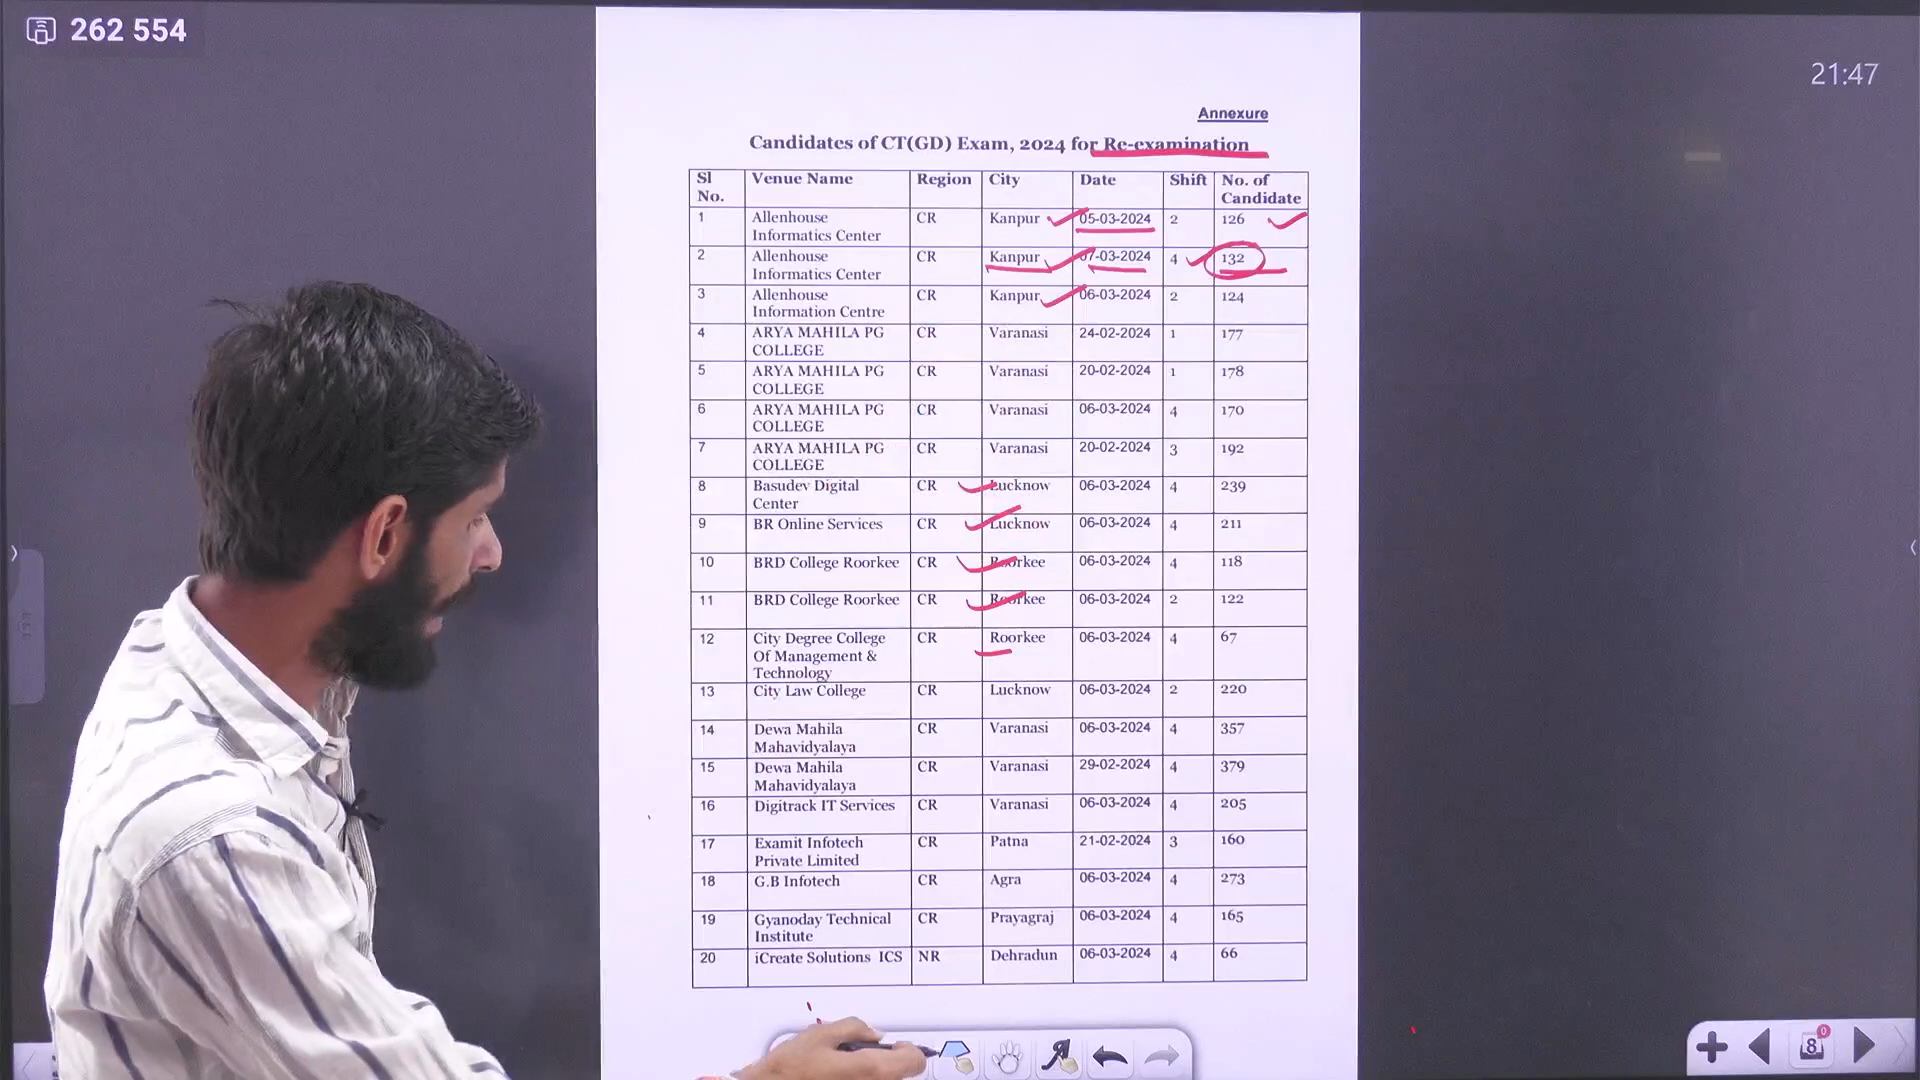 262 554
21:47
Annexure
Candidates of CT(GD) Exam, 2024 for Re-examination
Sl No. Venue Name Region City Date Shift No. of Candidate
1 Allenhouse Informatics Center CR Kanpur 05-03-2024 2 126
2 Allenhouse Informatics Center CR Kanpur 07-03-2024 4 132
3 Allenhouse Information Centre CR Kanpur 06-03-2024 2 124
4 ARYA MAHILA PG COLLEGE CR Varanasi 24-02-2024 1 177
5 ARYA MAHILA PG COLLEGE CR Varanasi 20-02-2024 1 178
6 ARYA MAHILA PG COLLEGE CR Varanasi 06-03-2024 4 170
7 ARYA MAHILA PG COLLEGE CR Varanasi 20-02-2024 3 192
8 Basudev Digital Center CR Lucknow 06-03-2024 4 239
9 BR Online Services CR Lucknow 06-03-2024 4 211
10 BRD College Roorkee CR Roorkee 06-03-2024 4 118
11 BRD College Roorkee CR Roorkee 06-03-2024 2 122
12 City Degree College Of Management & Technology CR Roorkee 06-03-2024 4 67
13 City Law College CR Lucknow 06-03-2024 2 220
14 Dewa Mahila Mahavidyalaya CR Varanasi 06-03-2024 4 357
15 Dewa Mahila Mahavidyalaya CR Varanasi 29-02-2024 4 379
16 Digitrack IT Services CR Varanasi 06-03-2024 4 205
17 Examit Infotech Private Limited CR Patna 21-02-2024 3 160
18 G.B Infotech CR Agra 06-03-2024 4 273
19 Gyanoday Technical Institute CR Prayagraj 06-03-2024 4 165
20 iCreate Solutions ICS NR Dehradun 06-03-2024 4 66
8
0